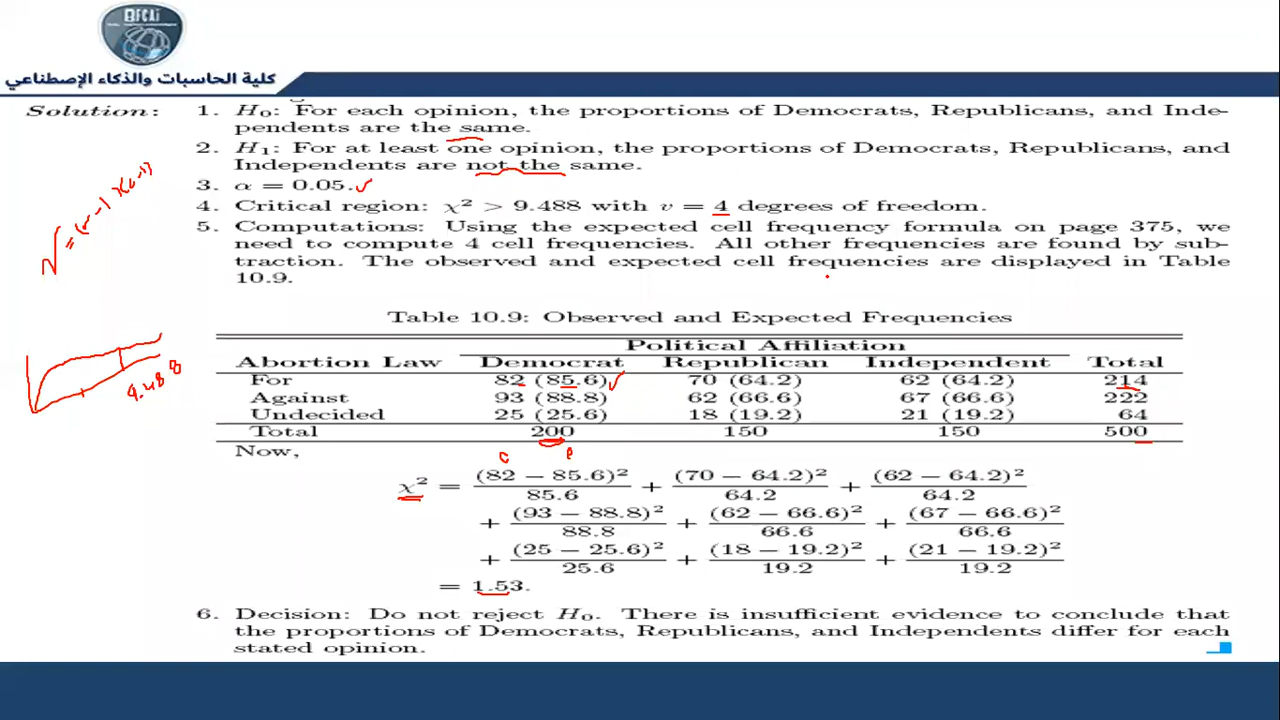 BFCAI
كلية الحاسبات والذكاء الإصطناعي
Solution: 1. H₀: For each opinion, the proportions of Democrats, Republicans, and Inde-
pendents are the same.
2. H₁: For at least one opinion, the proportions of Democrats, Republicans, and
Independents are not the same.
3. α = 0.05. ✓
4. Critical region: χ² > 9.488 with v = 4 degrees of freedom.
5. Computations: Using the expected cell frequency formula on page 375, we
need to compute 4 cell frequencies. All other frequencies are found by sub-
traction. The observed and expected cell frequencies are displayed in Table
10.9.
9.488
Table 10.9: Observed and Expected Frequencies
Political Affiliation
Abortion Law Democrat Republican Independent Total
For 82 (85.6) ✓ 70 (64.2) 62 (64.2) 214
Against 93 (88.8) 62 (66.6) 67 (66.6) 222
Undecided 25 (25.6) 18 (19.2) 21 (19.2) 64
Total 200 150 150 500
Now,
χ² = (82 − 85.6)²/85.6 + (70 − 64.2)²/64.2 + (62 − 64.2)²/64.2
+ (93 − 88.8)²/88.8 + (62 − 66.6)²/66.6 + (67 − 66.6)²/66.6
+ (25 − 25.6)²/25.6 + (18 − 19.2)²/19.2 + (21 − 19.2)²/19.2
= 1.53.
6. Decision: Do not reject H₀. There is insufficient evidence to conclude that
the proportions of Democrats, Republicans, and Independents differ for each
stated opinion.